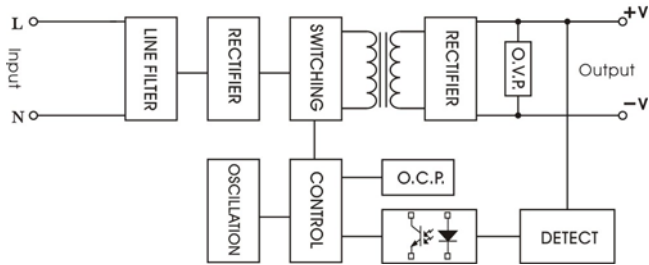 L
Input
N
LINE FILTER
RECTIFIER
SWITCHING
RECTIFIER
O.V.P.
+V
Output
−V
OSCILLATION
CONTROL
O.C.P.
DETECT